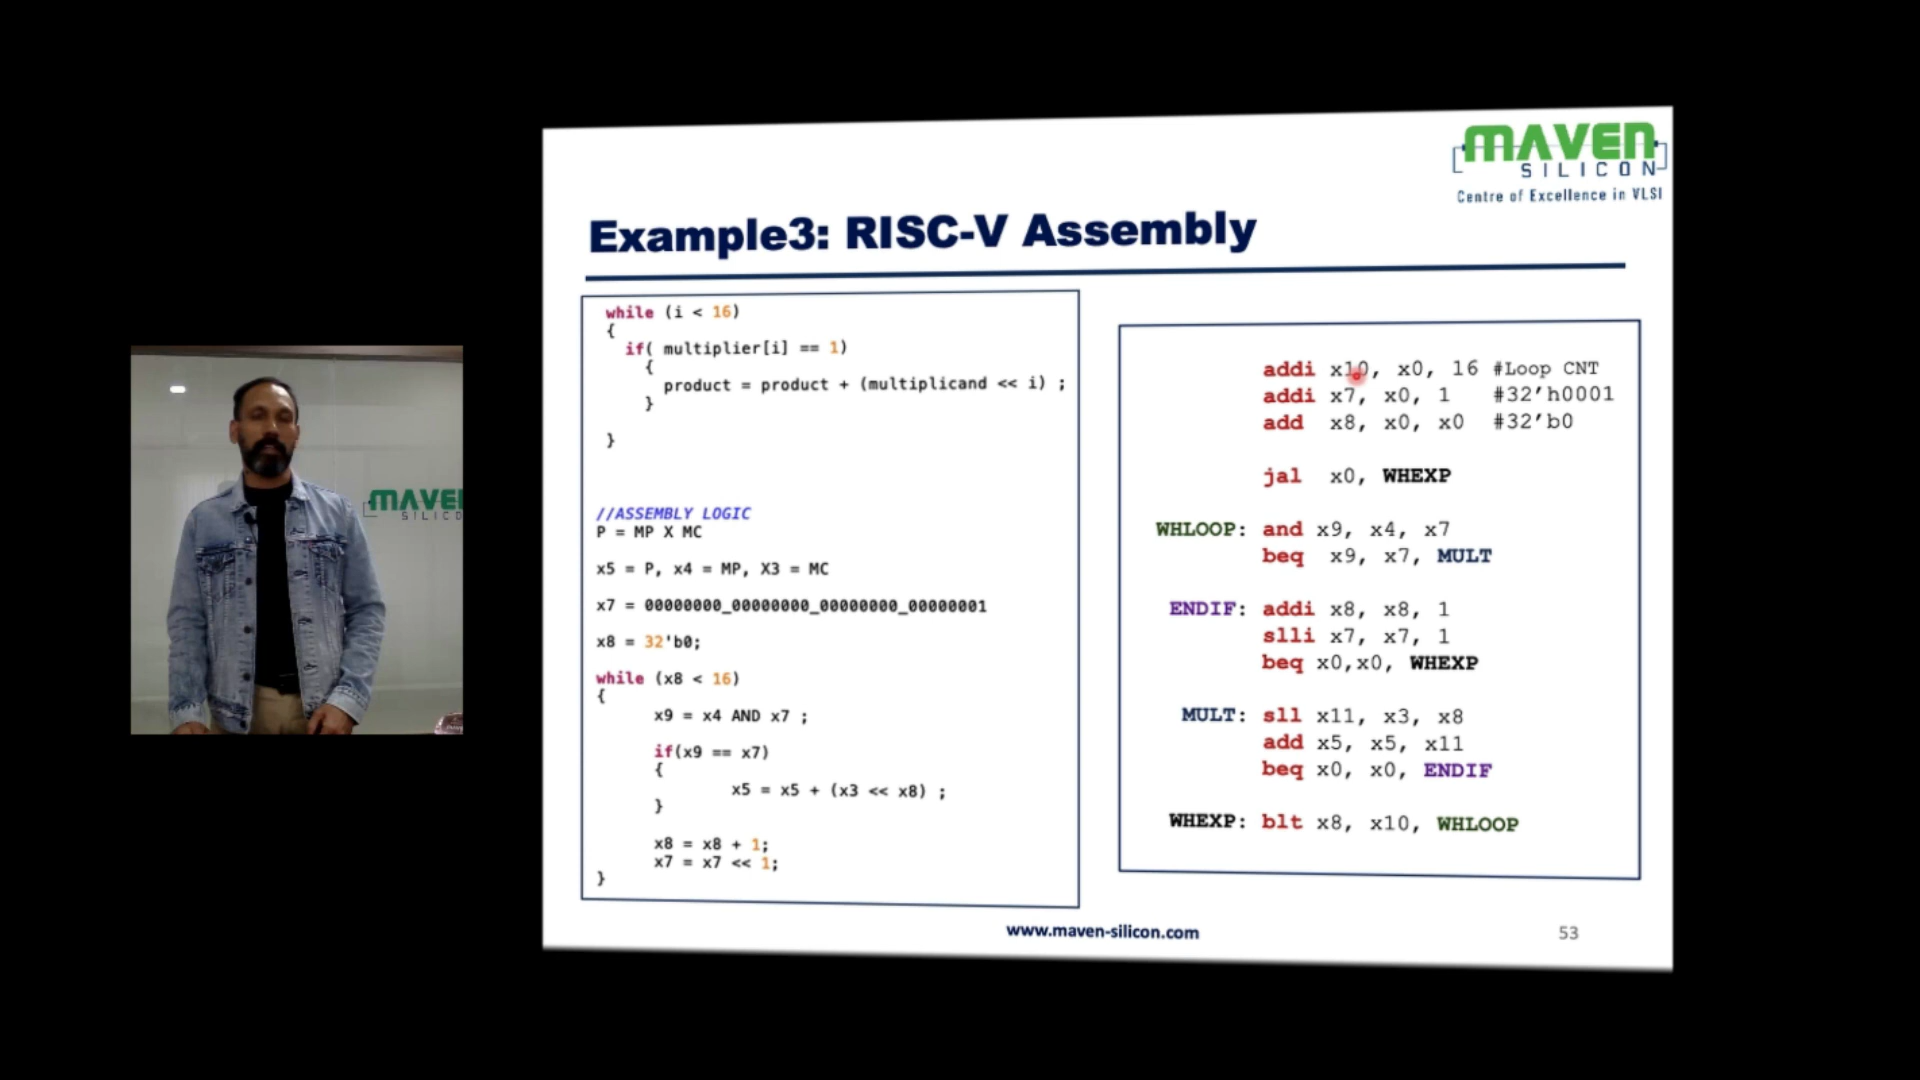 MAVEN
SILICON
Centre of Excellence in VLSI
Example3: RISC-V Assembly
while (i < 16)
{
if( multiplier[i] == 1)
{
product = product + (multiplicand << i) ;
}
}
//ASSEMBLY LOGIC
P = MP X MC
x5 = P, x4 = MP, X3 = MC
x7 = 00000000_00000000_00000000_00000001
x8 = 32'b0;
while (x8 < 16)
{
x9 = x4 AND x7 ;
if(x9 == x7)
{
x5 = x5 + (x3 << x8) ;
}
x8 = x8 + 1;
x7 = x7 << 1;
}
addi x10, x0, 16 #Loop CNT
addi x7, x0, 1 #32’h0001
add x8, x0, x0 #32’b0
jal x0, WHEXP
WHLOOP: and x9, x4, x7
beq x9, x7, MULT
ENDIF: addi x8, x8, 1
slli x7, x7, 1
beq x0,x0, WHEXP
MULT: sll x11, x3, x8
add x5, x5, x11
beq x0, x0, ENDIF
WHEXP: blt x8, x10, WHLOOP
www.maven-silicon.com
53
MAVE
SILICO